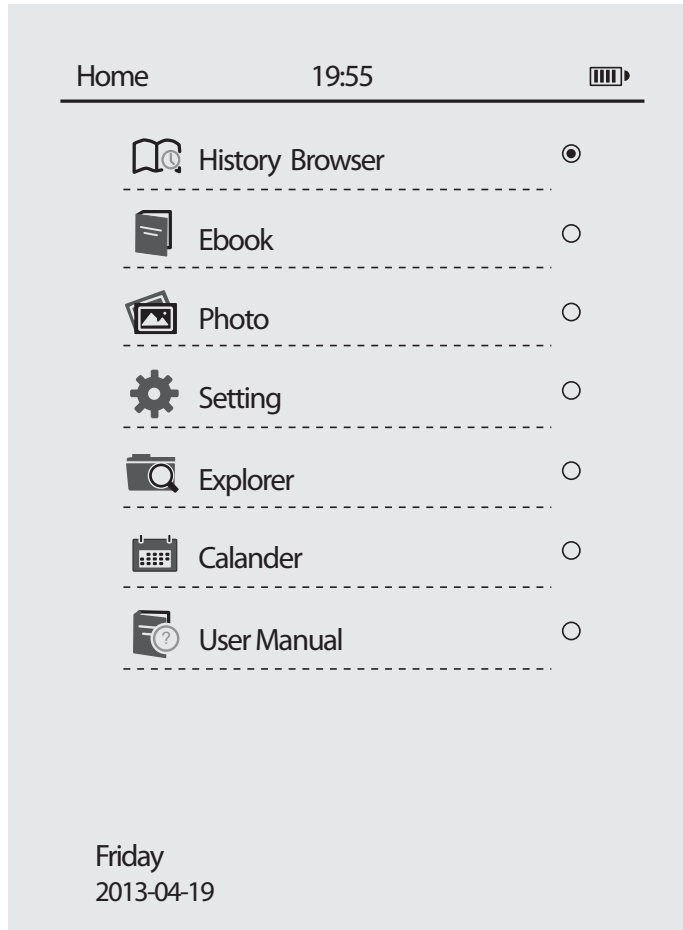 Home 19:55
History Browser
Ebook
Photo
Setting
Explorer
Calander
?
User Manual
Friday
2013-04-19